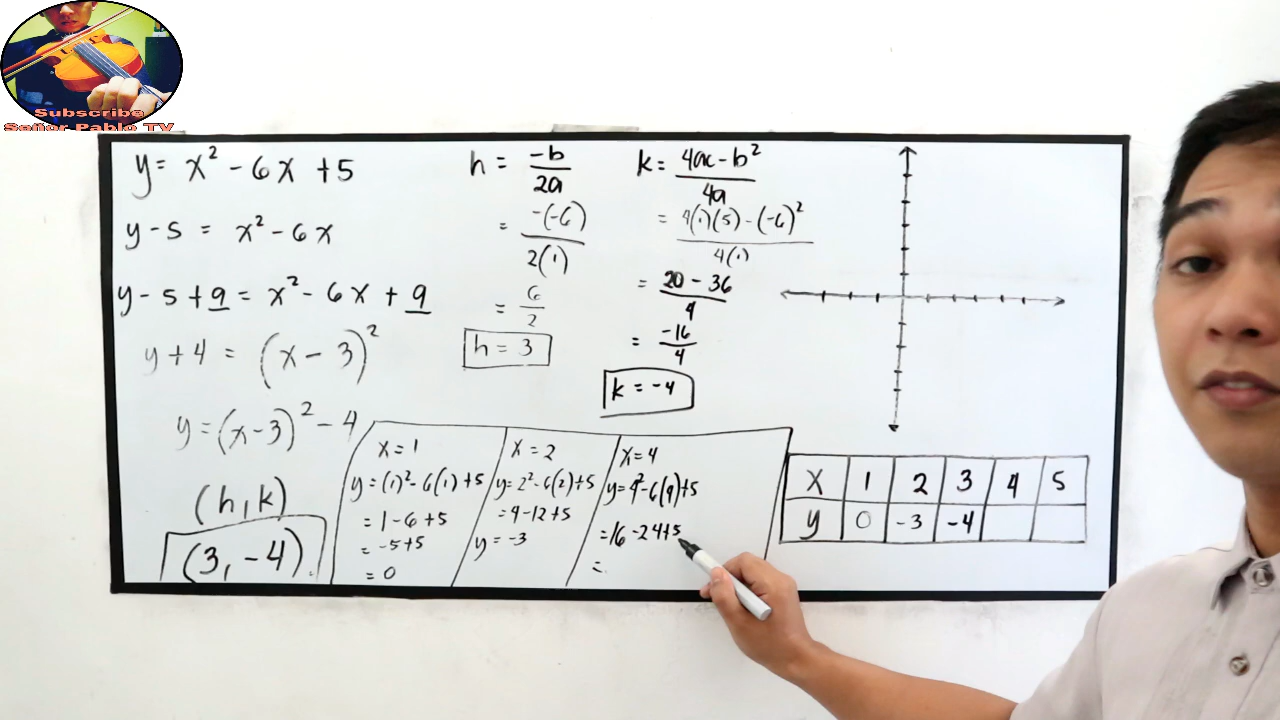 Subscribe
Señor Pablo TV
y = x² - 6x + 5
y - 5 = x² - 6x
y - 5 + 9 = x² - 6x + 9
y + 4 = (x - 3)²
y = (x - 3)² - 4
(h, k)
(3, -4)
h = -b / 2a
= -(-6) / 2(1)
= 6 / 2
h = 3
k = 4ac - b² / 4a
= 4(1)(5) - (-6)² / 4(1)
= 20 - 36 / 4
= -16 / 4
k = -4
x = 1
y = (1)² - 6(1) + 5
= 1 - 6 + 5
= -5 + 5
= 0
x = 2
y = 2² - 6(2) + 5
= 4 - 12 + 5
y = -3
x = 4
y = 4² - 6(4) + 5
= 16 - 24 + 5
=
X 1 2 3 4 5
y 0 -3 -4